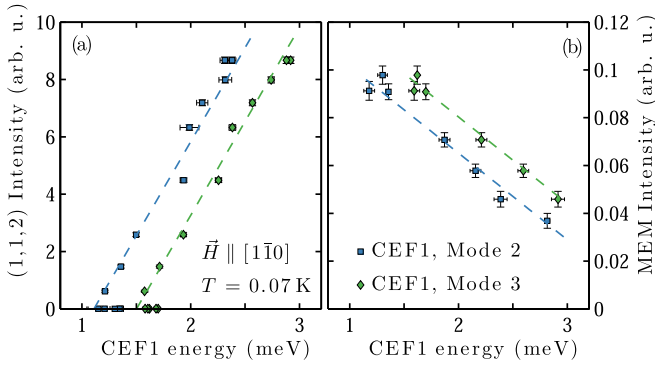 10
8
6
4
2
0
(1,1,2) Intensity (arb. u.)
(a)
H⃗ ∥ [11̄0]
T = 0.07 K
1 2 3
CEF1 energy (meV)
(b)
CEF1, Mode 2
CEF1, Mode 3
1 2 3
CEF1 energy (meV)
0.12
0.1
0.08
0.06
0.04
0.02
0
MEM Intensity (arb. u.)